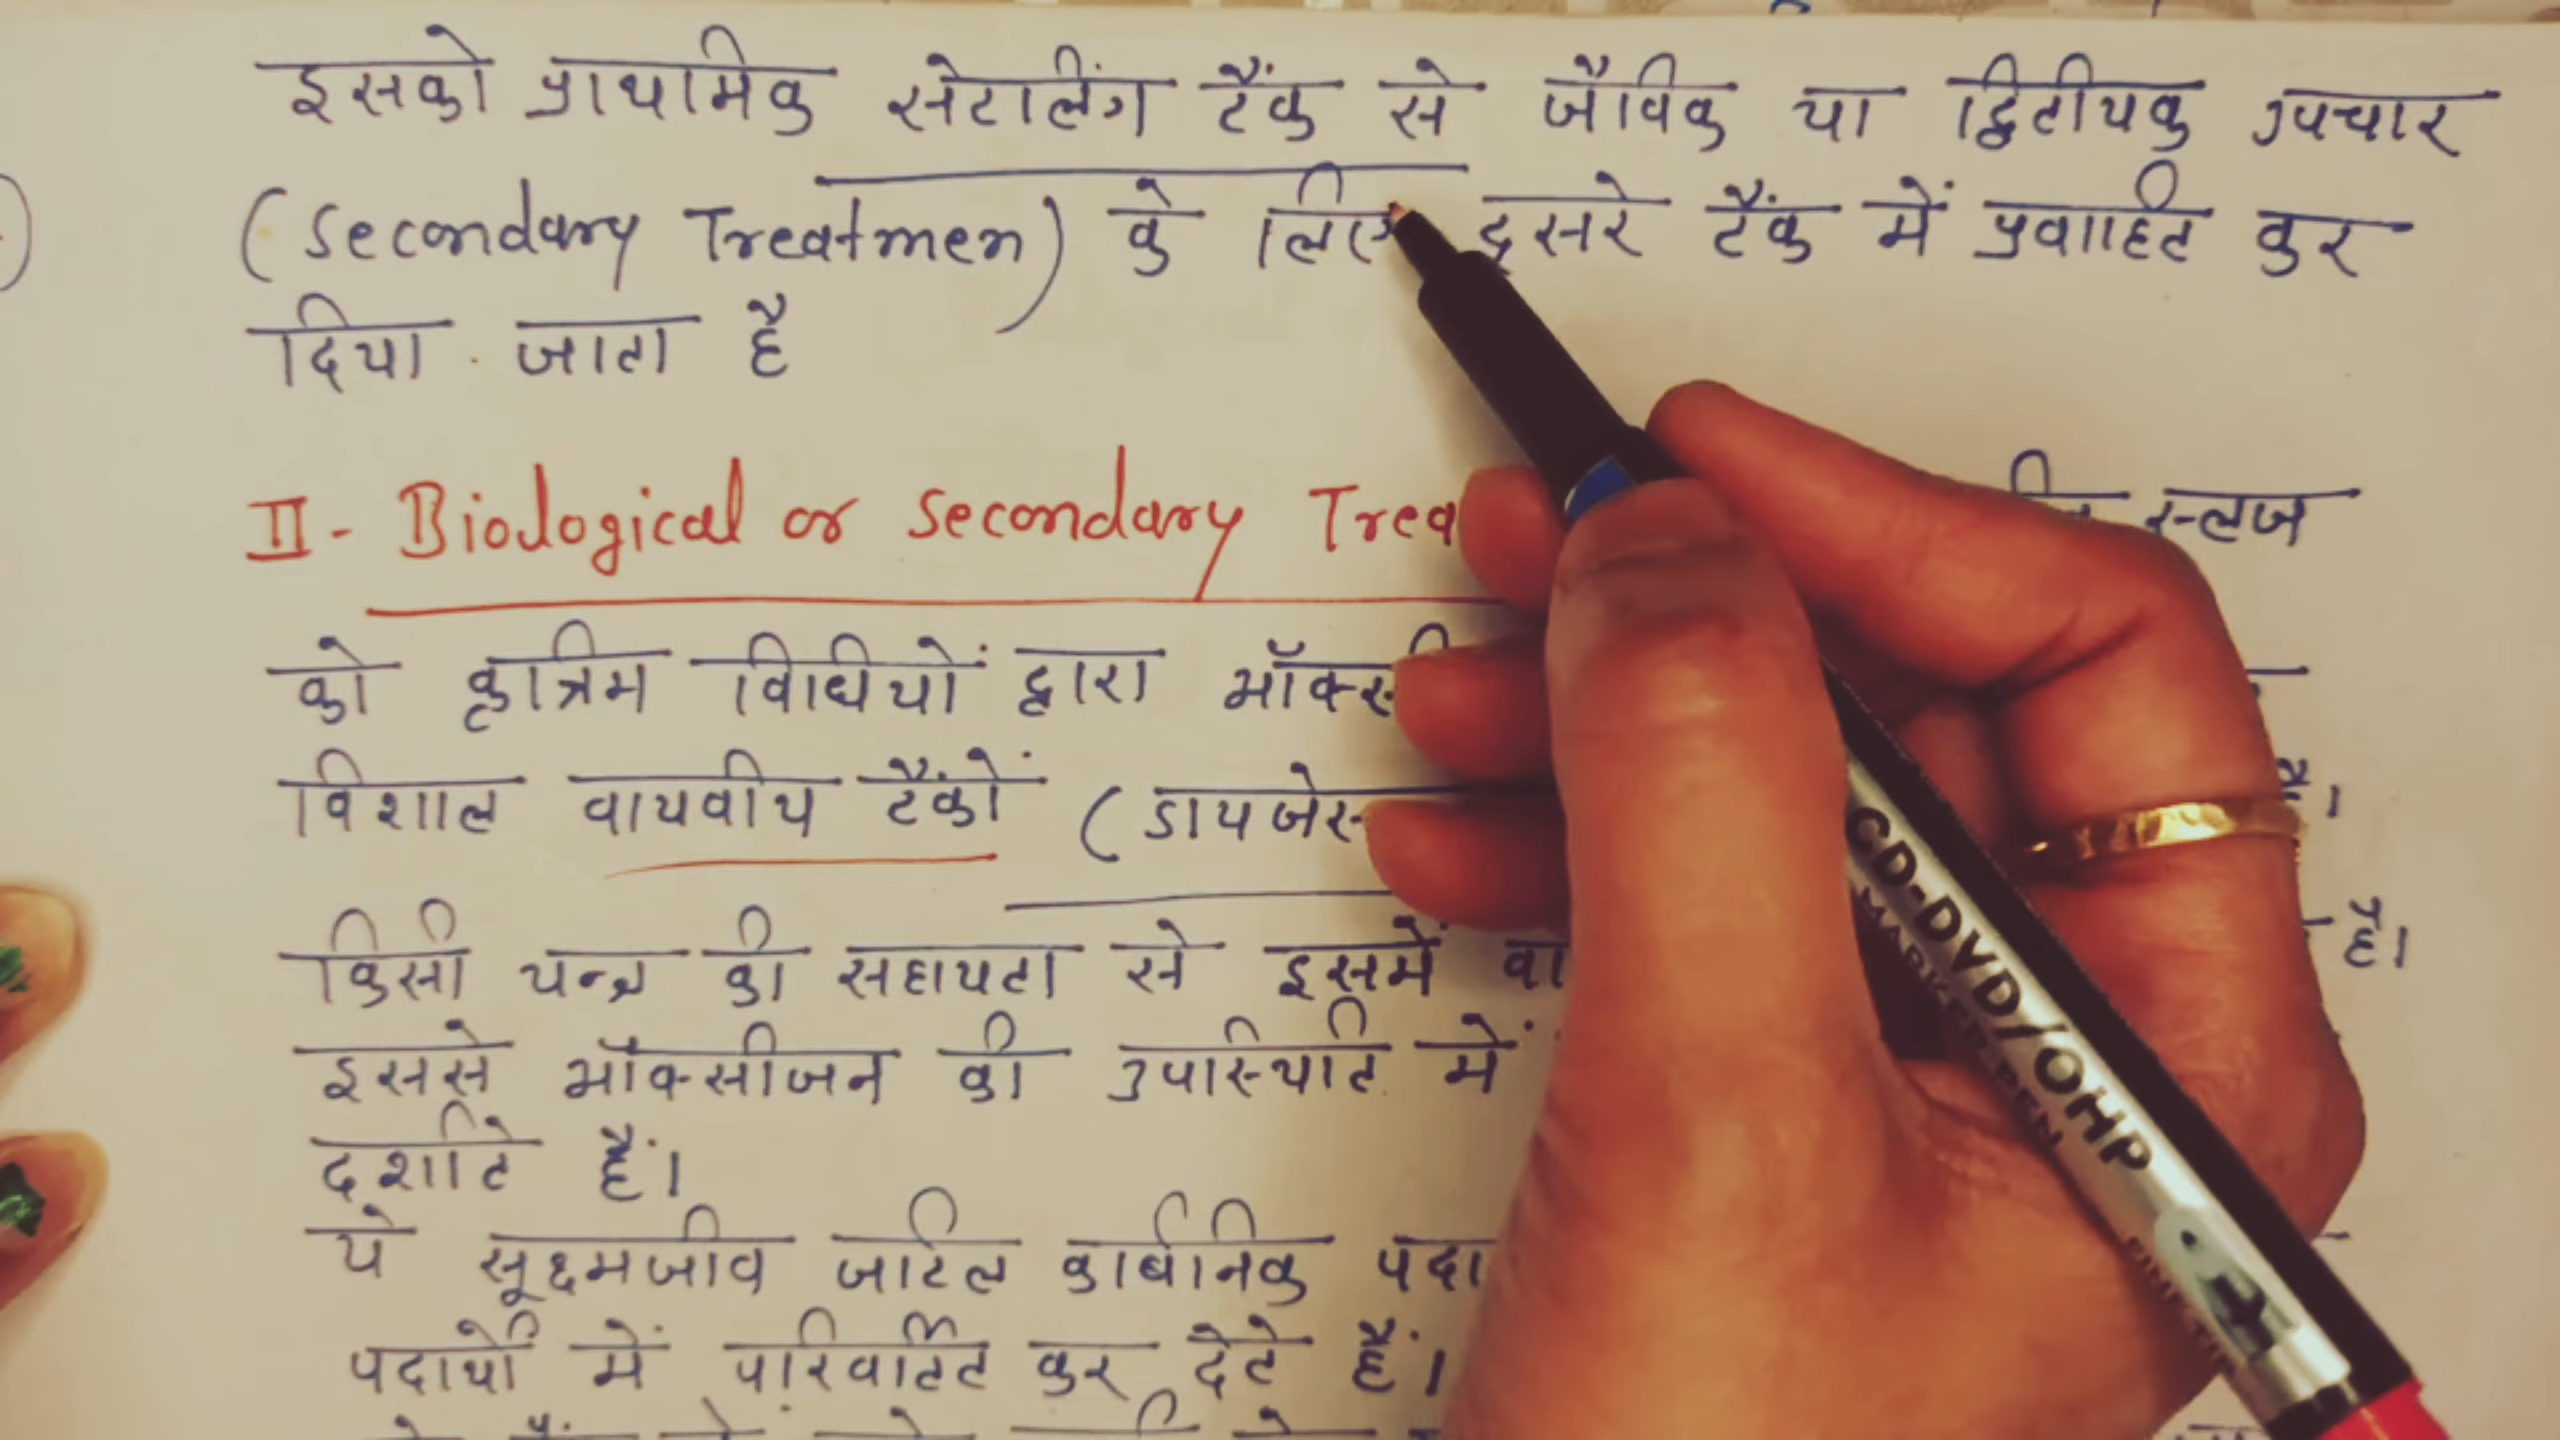 इसको प्राथमिक सेटलिंग टैंक से जैविक या द्वितीयक उपचार
(Secondary Treatmen) के लिए दूसरे टैंक में प्रवाहित कर
दिया जाता है
II- Biological or Secondary Trea स्लज
को कृत्रिम विधियों द्वारा
विशाल वायवीय टैंकों (डायजेस् है।
किसी यन्त्र की सहायता से इसमें वा है।
इससे ऑक्सीजन की उपस्थिति में
दर्शाते हैं।
ये सूक्ष्मजीव जटिल कार्बनिक पदा
पदार्थों में परिवर्तित कर देते हैं।
CD-DVD/OHP
MARKER PEN